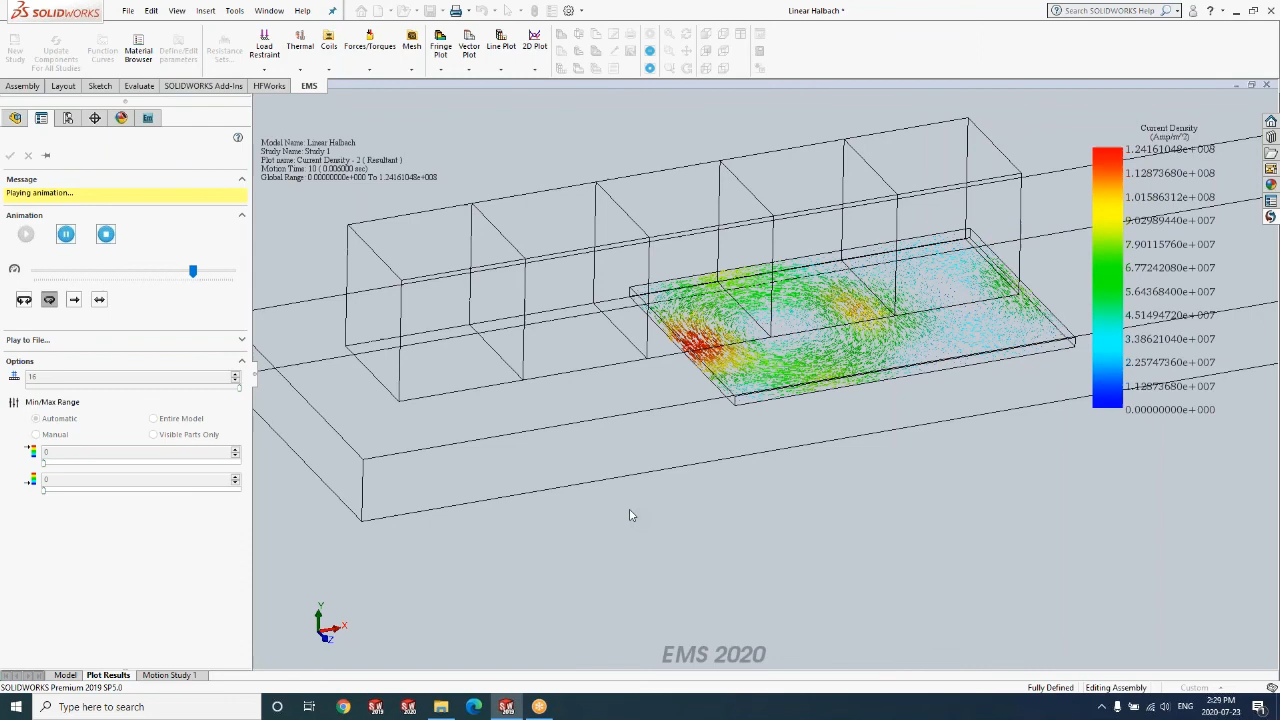 SOLIDWORKS
File Edit View Insert Tools Window Help
Linear Halbach *
Search SOLIDWORKS Help
New Study
Update Components For All Studies
Function Curves
Material Browser
Define/Edit parameters
Resistance Sets...
Load Restraint
Thermal
Coils
Forces/Torques
Mesh
Fringe Plot
Vector Plot
Line Plot
2D Plot
Assembly Layout Sketch Evaluate SOLIDWORKS Add-Ins HFWorks EMS
Message
Playing animation...
Animation
Play to File...
Options
16
Min/Max Range
Automatic Entire Model
Manual Visible Parts Only
0
0
Model Name: Linear Halbach
Study Name: Study 1
Plot name: Current Density - 2 ( Resultant )
Motion Time: 10 ( 0.006000 sec)
Global Range: 0.00000000e+000 To 1.24161048e+008
Current Density
(Amp/m^2)
1.24161048e+008
1.12873680e+008
1.01586312e+008
9.02989440e+007
7.90115760e+007
6.77242080e+007
5.64368400e+007
4.51494720e+007
3.38621040e+007
2.25747360e+007
1.12873680e+007
0.00000000e+000
Y
X
Z
EMS 2020
Model Plot Results Motion Study 1
SOLIDWORKS Premium 2019 SP5.0
Fully Defined Editing Assembly Custom
Type here to search
ENG
2:29 PM
2020-07-23